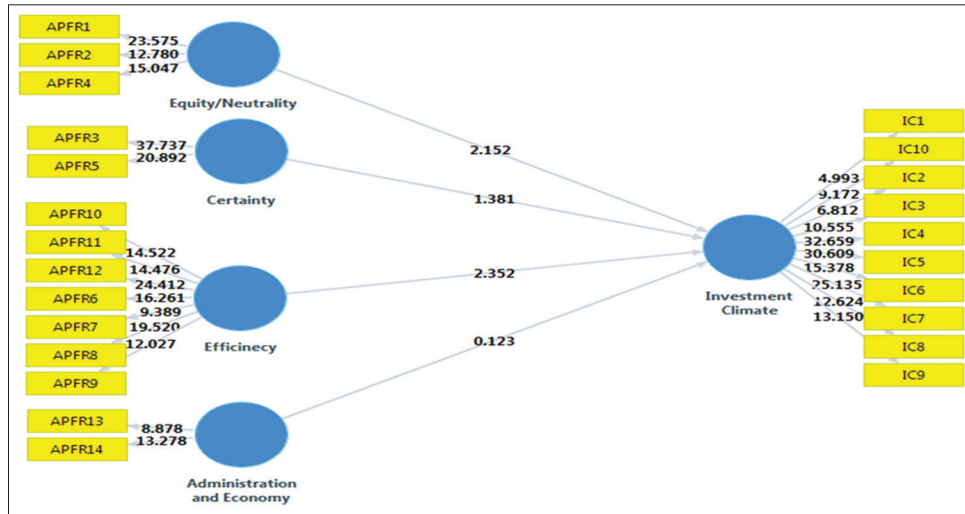 APFR1
APFR2
APFR4
23.575
12.780
15.047
Equity/Neutrality
APFR3
APFR5
37.737
20.892
Certainty
APFR10
APFR11
APFR12
APFR6
APFR7
APFR8
APFR9
14.522
14.476
24.412
16.261
9.389
19.520
12.027
Efficinecy
APFR13
APFR14
8.878
13.278
Administration
and Economy
2.152
1.381
2.352
0.123
Investment
Climate
4.993
9.172
6.812
10.555
32.659
30.609
15.378
25.135
12.624
13.150
IC1
IC10
IC2
IC3
IC4
IC5
IC6
IC7
IC8
IC9